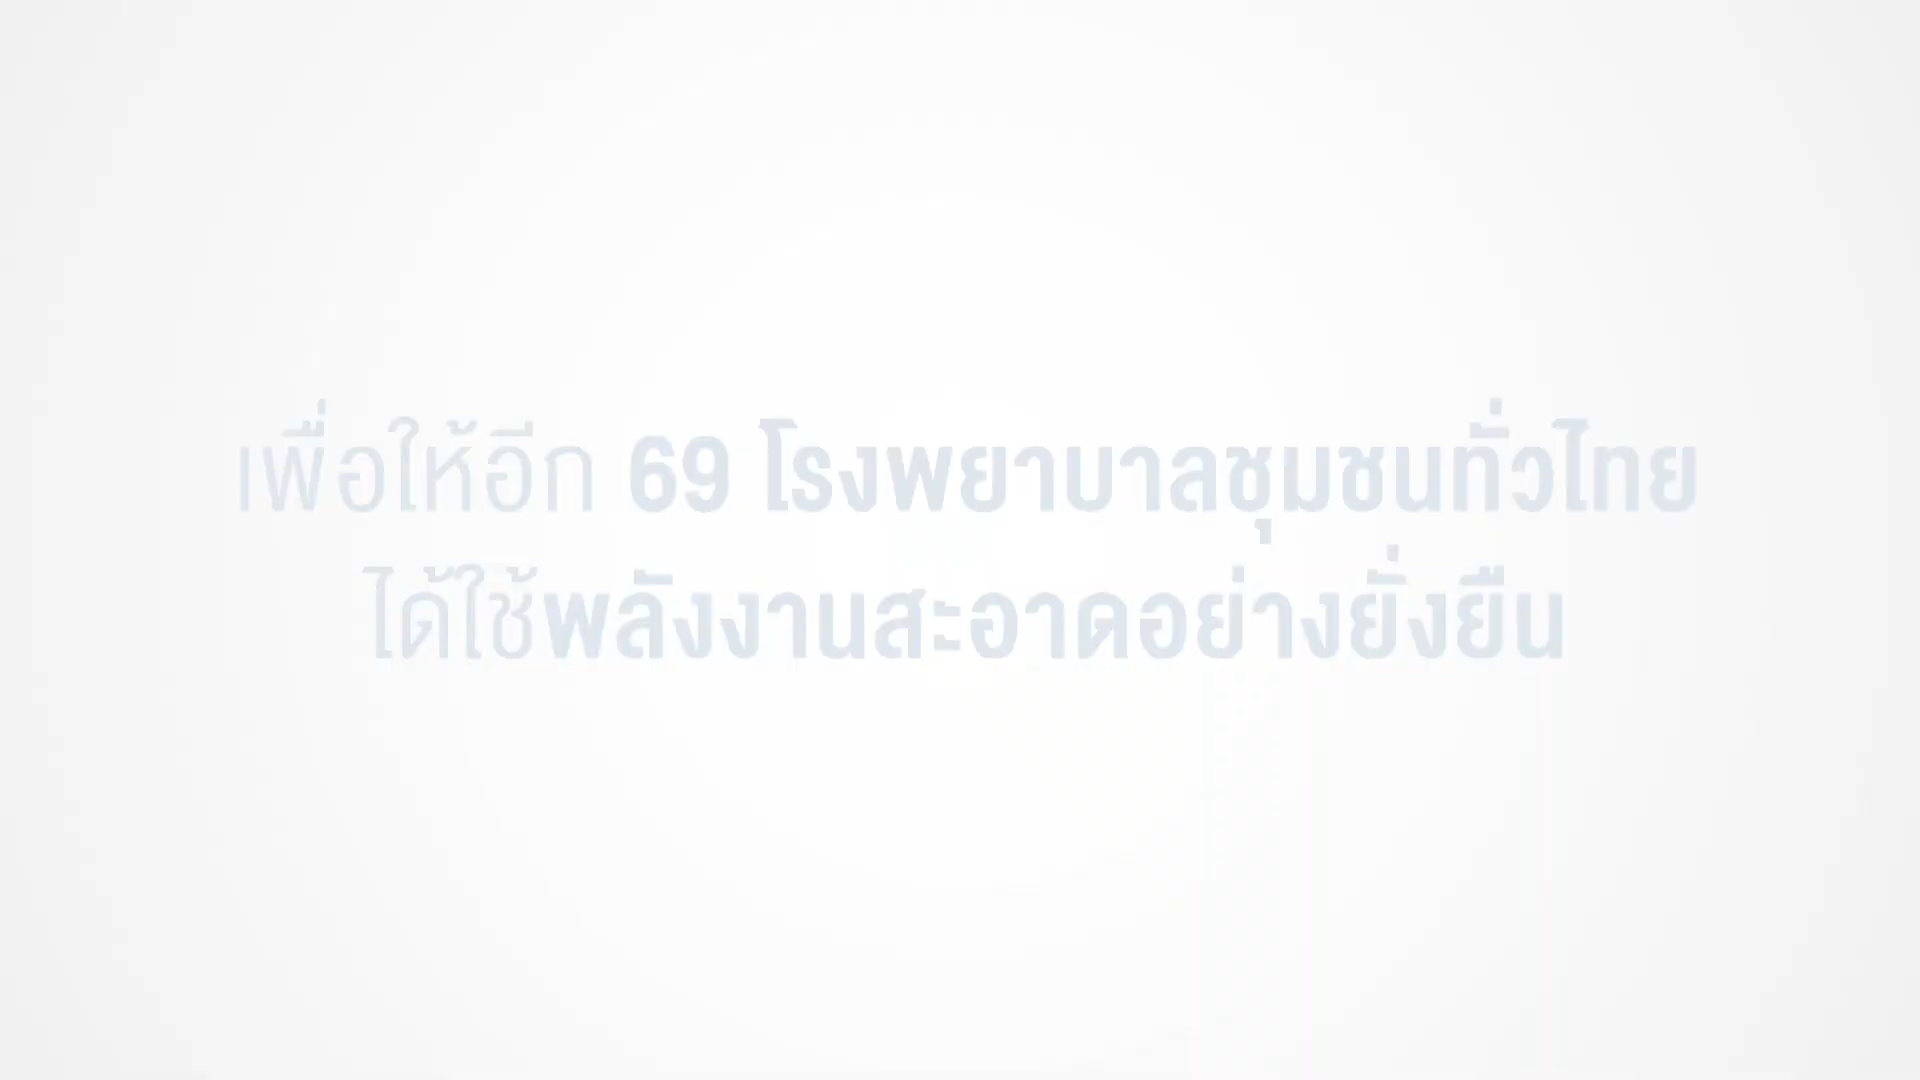 เพื่อให้อีก 69 โรงพยาบาลชุมชนทั่วไทย
ได้ใช้พลังงานสะอาดอย่างยั่งยืน